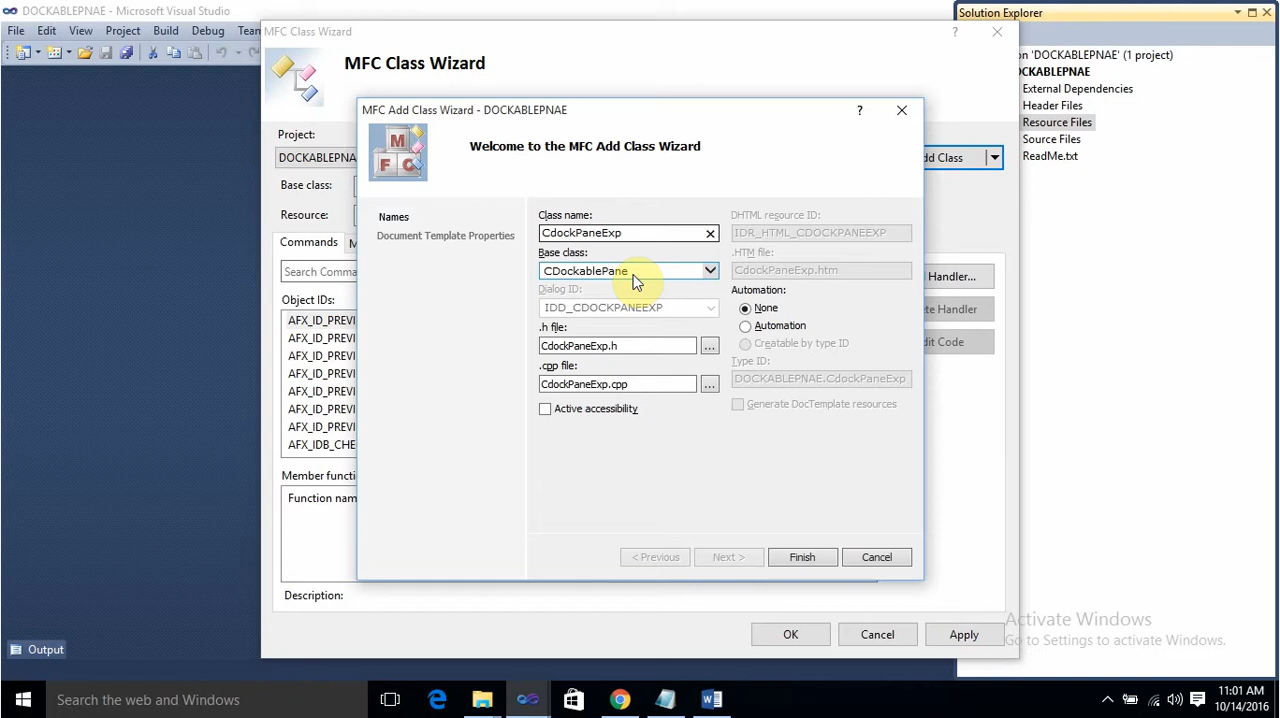 DOCKABLEPNAE - Microsoft Visual Studio
File Edit View Project Build Debug Team
MFC Class Wizard
MFC Class Wizard
Project:
DOCKABLEPNA
Base class:
Resource:
dd Class
Commands M
Search Comma
Object IDs:
AFX_ID_PREVI
AFX_ID_PREVI
AFX_ID_PREVI
AFX_ID_PREVI
AFX_ID_PREVI
AFX_ID_PREVI
AFX_ID_PREVI
AFX_IDB_CHE
Handler...
lete Handler
dit Code
Member functi
Function nam
Description:
OK Cancel Apply
MFC Add Class Wizard - DOCKABLEPNAE
Welcome to the MFC Add Class Wizard
MFC
Names
Document Template Properties
Class name:
CdockPaneExp
Base class:
CDockablePane
Dialog ID:
IDD_CDOCKPANEEXP
.h file:
CdockPaneExp.h
...
.cpp file:
CdockPaneExp.cpp
...
Active accessibility
DHTML resource ID:
IDR_HTML_CDOCKPANEEXP
.HTM file:
CdockPaneExp.htm
Automation:
None
Automation
Creatable by type ID
Type ID:
DOCKABLEPNAE.CdockPaneExp
Generate DocTemplate resources
< Previous Next > Finish Cancel
Solution Explorer
on 'DOCKABLEPNAE' (1 project)
OCKABLEPNAE
External Dependencies
Header Files
Resource Files
Source Files
ReadMe.txt
Activate Windows
Go to Settings to activate Windows.
Output
Search the web and Windows
11:01 AM
10/14/2016